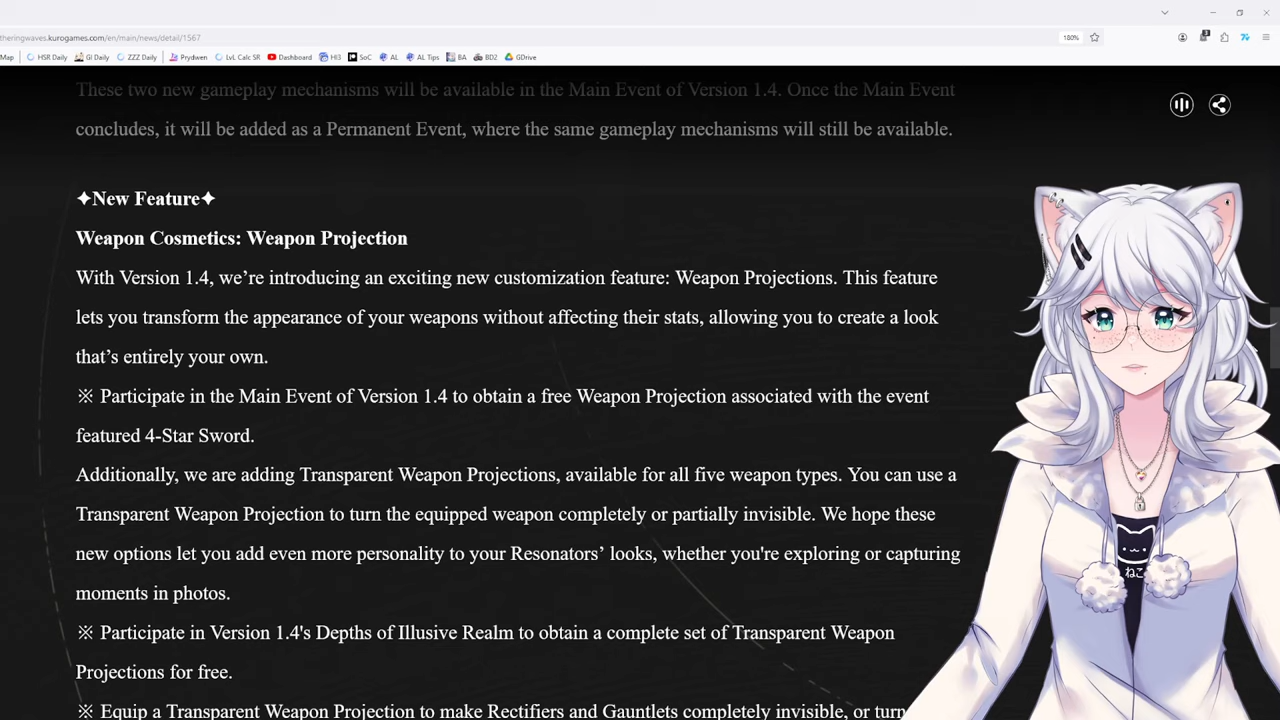 theringwaves.kurogames.com/en/main/news/detail/1567
180%
3
Map HSR Daily GI Daily ZZZ Daily Prydwen LvL Calc SR Dashboard HI3 SoC AL AL Tips BA BD2 GDrive
These two new gameplay mechanisms will be available in the Main Event of Version 1.4. Once the Main Event
concludes, it will be added as a Permanent Event, where the same gameplay mechanisms will still be available.
✦New Feature✦
Weapon Cosmetics: Weapon Projection
With Version 1.4, we’re introducing an exciting new customization feature: Weapon Projections. This feature
lets you transform the appearance of your weapons without affecting their stats, allowing you to create a look
that’s entirely your own.
※ Participate in the Main Event of Version 1.4 to obtain a free Weapon Projection associated with the event
featured 4-Star Sword.
Additionally, we are adding Transparent Weapon Projections, available for all five weapon types. You can use a
Transparent Weapon Projection to turn the equipped weapon completely or partially invisible. We hope these
new options let you add even more personality to your Resonators’ looks, whether you're exploring or capturing
moments in photos.
※ Participate in Version 1.4's Depths of Illusive Realm to obtain a complete set of Transparent Weapon
Projections for free.
※ Equip a Transparent Weapon Projection to make Rectifiers and Gauntlets completely invisible, or turn
ねこ